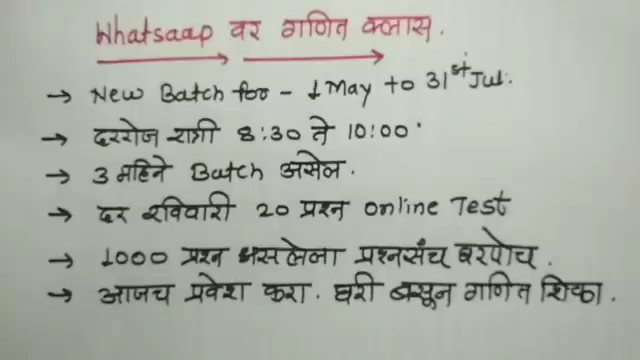 Whatsaap वर गणित क्लास.
→ New Batch for - 1 May to 31st Jul.
→ दररोज रात्री 8:30 ते 10:00
→ 3 महिने Batch असेल.
→ दर रविवारी 20 प्रश्न online Test
→ 1000 प्रश्न असलेला प्रश्नसंच घरपोच.
→ आजच प्रवेश करा. घरी बसून गणित शिका.